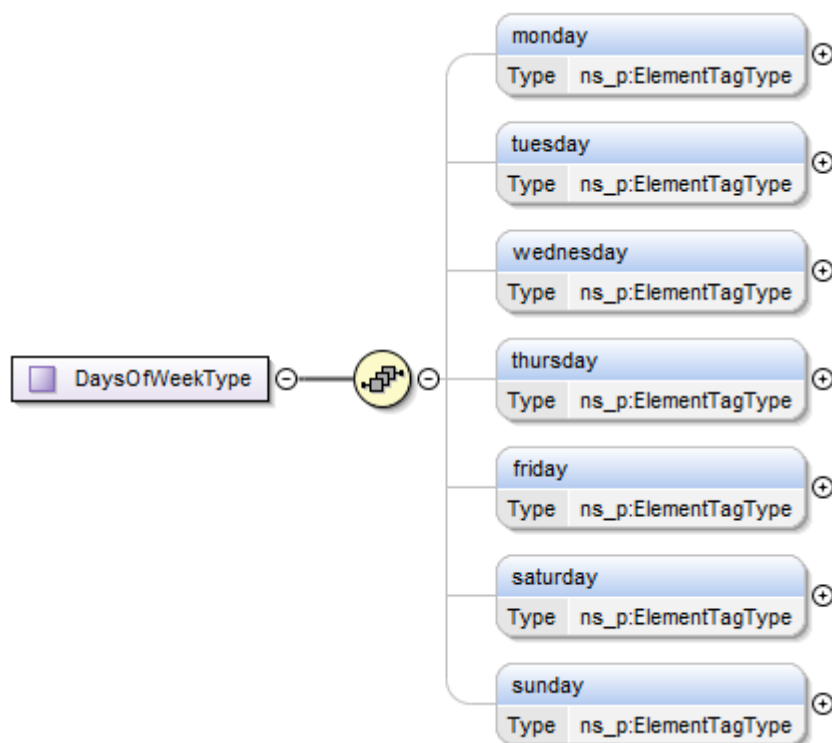 monday
Type ns_p:ElementTagType
tuesday
Type ns_p:ElementTagType
wednesday
Type ns_p:ElementTagType
DaysOfWeekType
thursday
Type ns_p:ElementTagType
friday
Type ns_p:ElementTagType
saturday
Type ns_p:ElementTagType
sunday
Type ns_p:ElementTagType